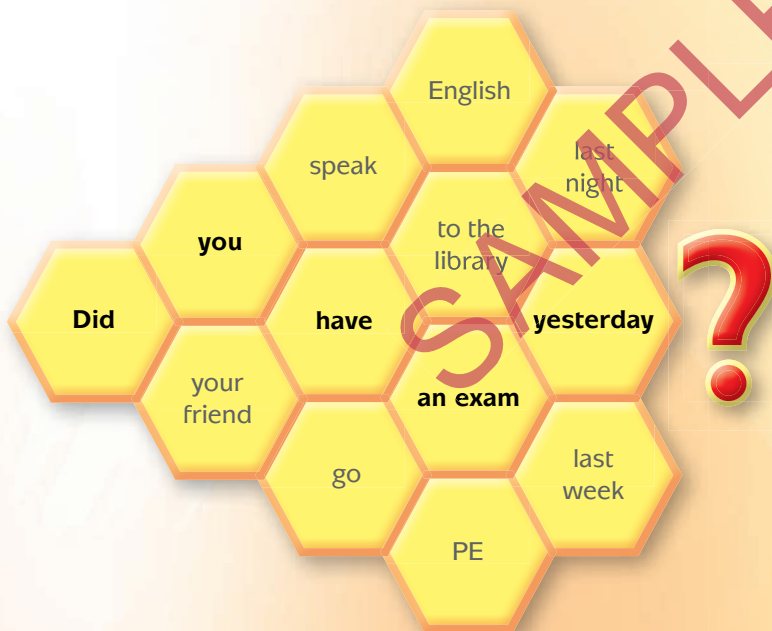 Did
you
your
friend
speak
have
go
English
to the
library
an exam
PE
last
night
yesterday
last
week
?
SAMPLE